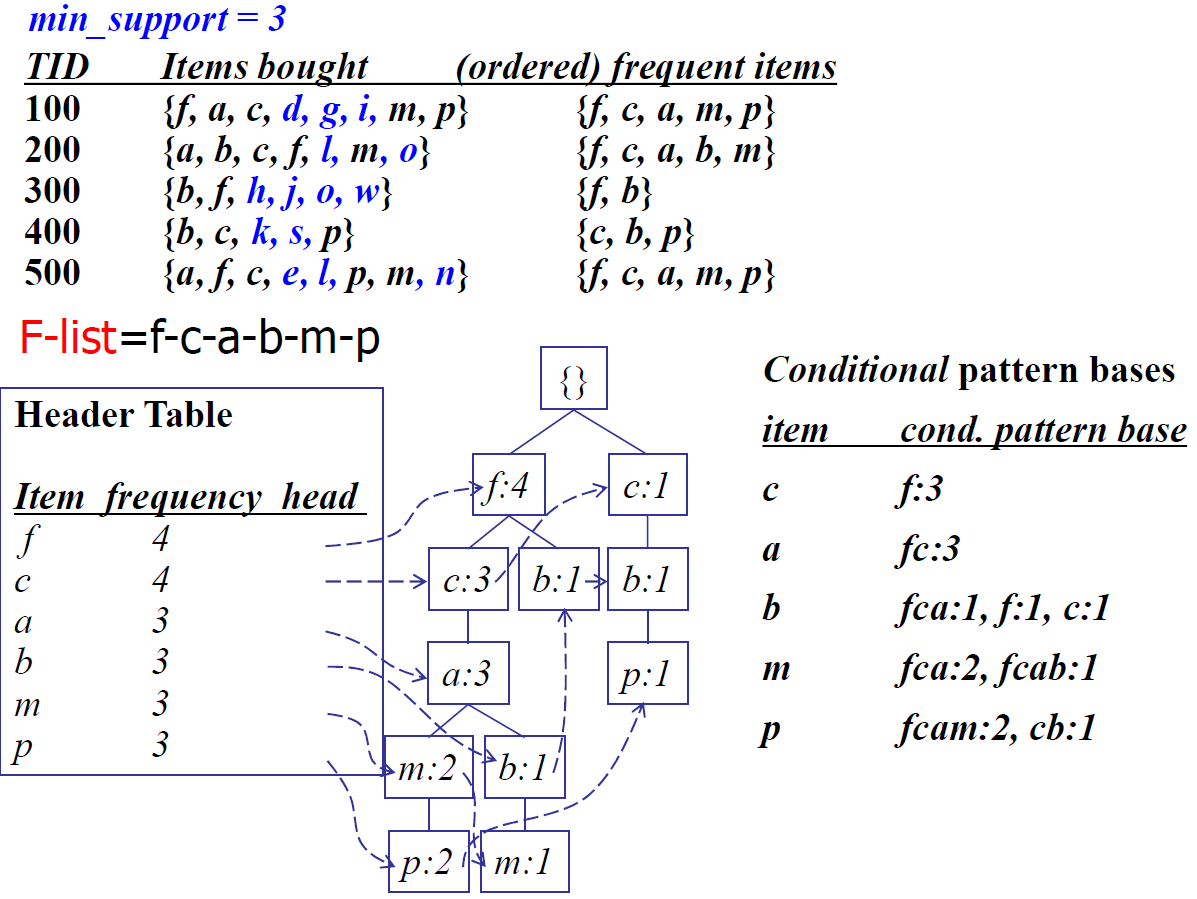 min_support = 3
TID Items bought (ordered) frequent items
100 {f, a, c, d, g, i, m, p} {f, c, a, m, p}
200 {a, b, c, f, l, m, o} {f, c, a, b, m}
300 {b, f, h, j, o, w} {f, b}
400 {b, c, k, s, p} {c, b, p}
500 {a, f, c, e, l, p, m, n} {f, c, a, m, p}
F-list=f-c-a-b-m-p
Header Table
Item frequency head
f 4
c 4
a 3
b 3
m 3
p 3
{}
f:4 c:1
c:3 b:1 b:1
a:3 p:1
m:2 b:1
p:2 m:1
Conditional pattern bases
item cond. pattern base
c f:3
a fc:3
b fca:1, f:1, c:1
m fca:2, fcab:1
p fcam:2, cb:1